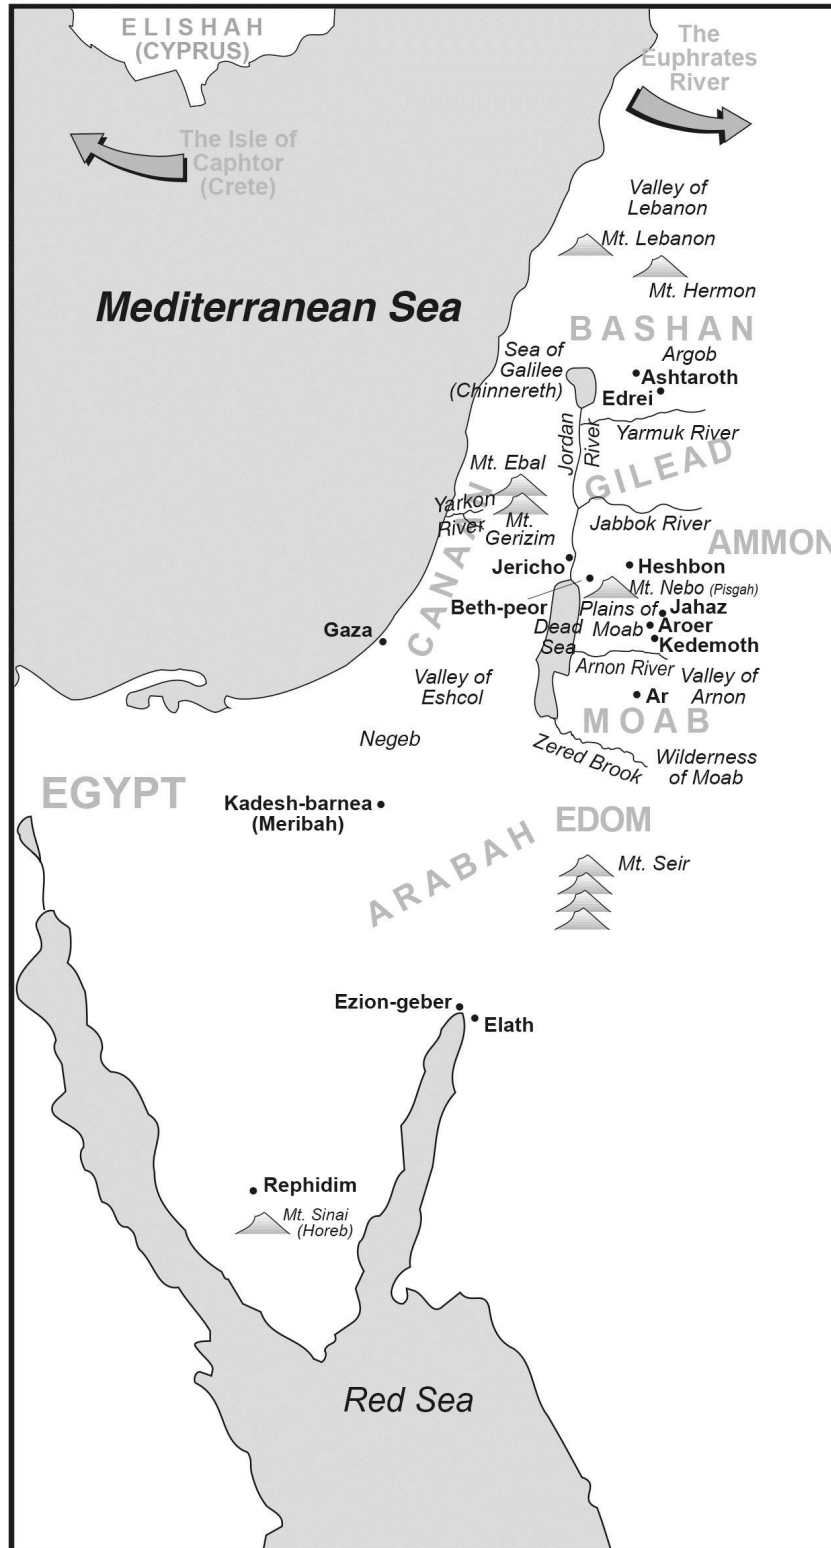 ELISHAH
(CYPRUS)
The
Euphrates
River
The Isle of
Caphtor
(Crete)
Valley of
Lebanon
Mt. Lebanon
Mt. Hermon
Mediterranean Sea
BASHAN
Sea of
Galilee
(Chinnereth)
Argob
Ashtaroth
Edrei
Jordan
River
Yarmuk River
GILEAD
Mt. Ebal
Yarkon
River
Mt.
Gerizim
Jabbok River
AMMON
CANAAN
Jericho
Heshbon
Mt. Nebo (Pisgah)
Beth-peor
Plains of
Moab
Jahaz
Aroer
Kedemoth
Dead
Sea
Gaza
Arnon River
Valley of
Arnon
Valley of
Eshcol
Ar
MOAB
Negeb
Zered Brook
Wilderness
of Moab
EGYPT
Kadesh-barnea
(Meribah)
EDOM
ARABAH
Mt. Seir
Ezion-geber
Elath
Rephidim
Mt. Sinai
(Horeb)
Red Sea